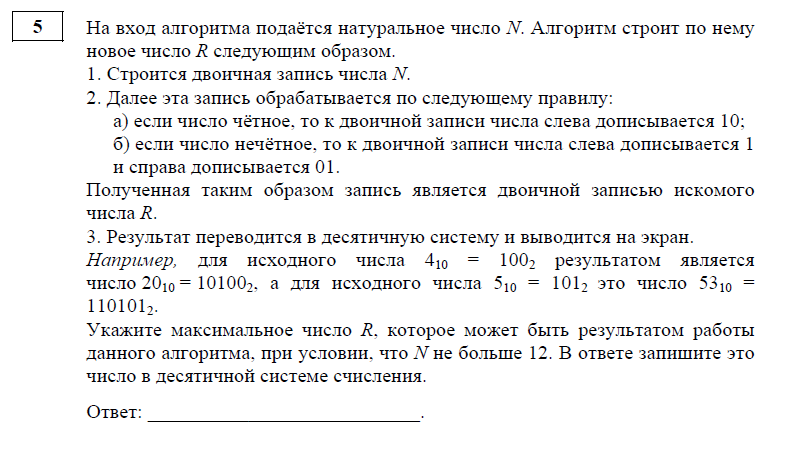 5
На вход алгоритма подаётся натуральное число N. Алгоритм строит по нему
новое число R следующим образом.
1. Строится двоичная запись числа N.
2. Далее эта запись обрабатывается по следующему правилу:
а) если число чётное, то к двоичной записи числа слева дописывается 10;
б) если число нечётное, то к двоичной записи числа слева дописывается 1
и справа дописывается 01.
Полученная таким образом запись является двоичной записью искомого
числа R.
3. Результат переводится в десятичную систему и выводится на экран.
Например, для исходного числа 4₁₀ = 100₂ результатом является
число 20₁₀ = 10100₂, а для исходного числа 5₁₀ = 101₂ это число 53₁₀ =
110101₂.
Укажите максимальное число R, которое может быть результатом работы
данного алгоритма, при условии, что N не больше 12. В ответе запишите это
число в десятичной системе счисления.
Ответ: ___________________________.